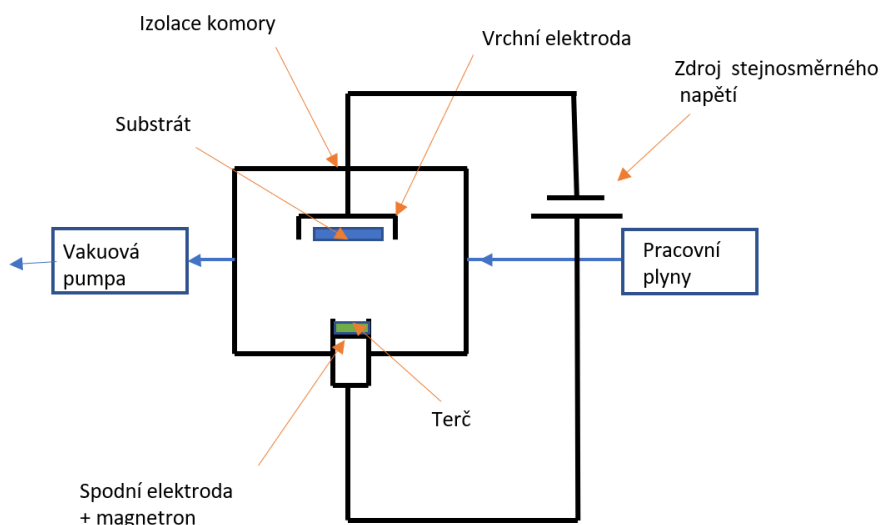 Izolace komory
Vrchní elektroda
Zdroj  stejnosměrného
napětí
Substrát
Vakuová
pumpa
Pracovní
plyny
Terč
Spodní elektroda
+ magnetron